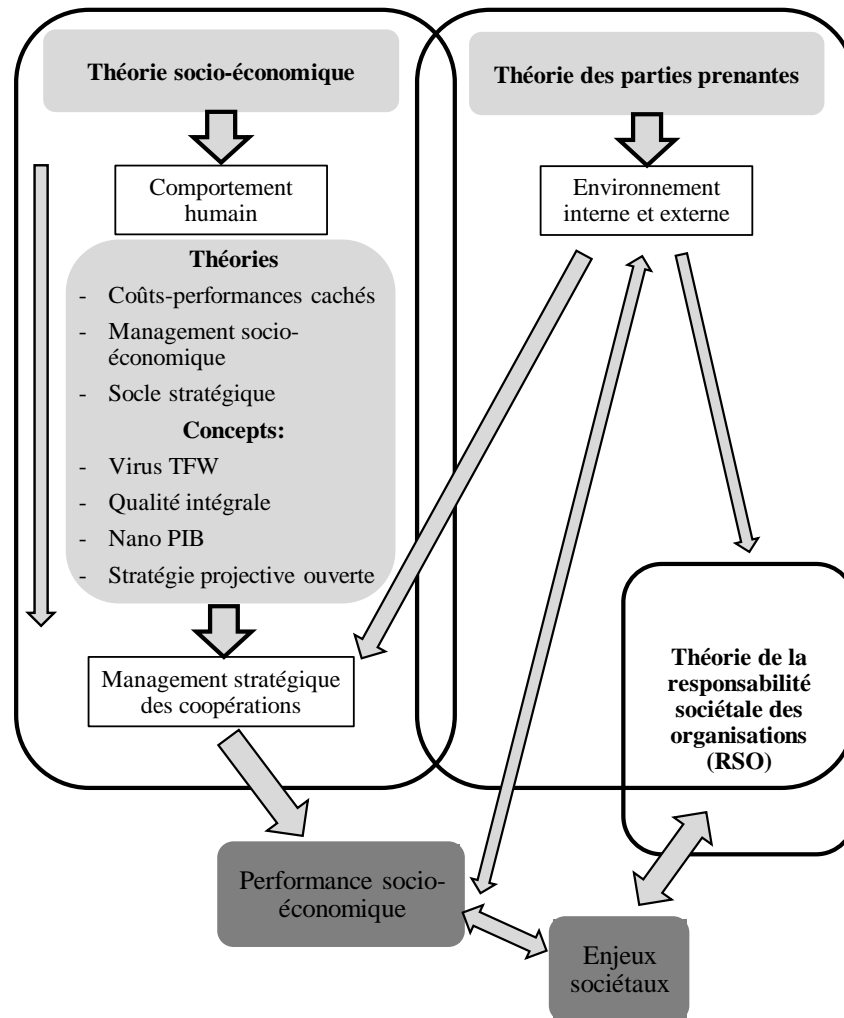 Théorie socio-économique
Comportement
humain
Théories
- Coûts-performances cachés
- Management socio-
économique
- Socle stratégique
Concepts:
- Virus TFW
- Qualité intégrale
- Nano PIB
- Stratégie projective ouverte
Management stratégique
des coopérations
Théorie des parties prenantes
Environnement
interne et externe
Théorie de la
responsabilité
sociétale des
organisations
(RSO)
Performance socio-
économique
Enjeux
sociétaux